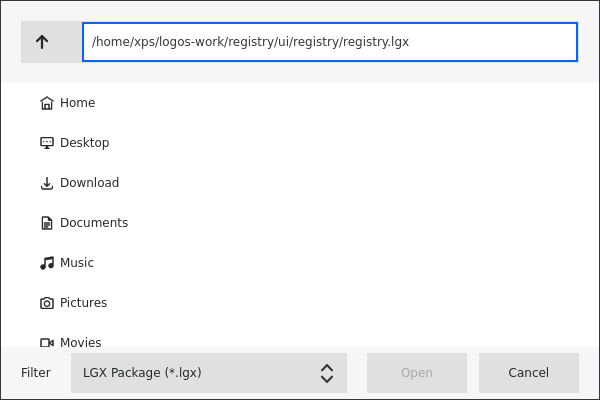 /home/xps/logos-work/registry/ui/registry/registry.lgx
Home
Desktop
Download
Documents
Music
Pictures
Movies
Filter
LGX Package (*.lgx)
Open
Cancel